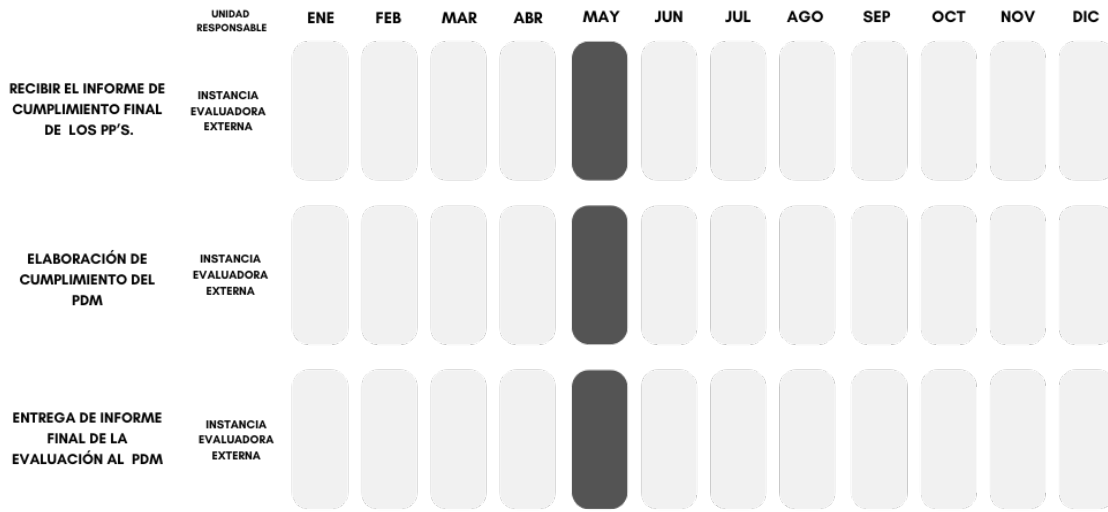 UNIDAD
RESPONSABLE
ENE FEB MAR ABR MAY JUN JUL AGO SEP OCT NOV DIC
RECIBIR EL INFORME DE
CUMPLIMIENTO FINAL
DE LOS PP'S.
INSTANCIA
EVALUADORA
EXTERNA
ELABORACIÓN DE
CUMPLIMIENTO DEL
PDM
INSTANCIA
EVALUADORA
EXTERNA
ENTREGA DE INFORME
FINAL DE LA
EVALUACIÓN AL PDM
INSTANCIA
EVALUADORA
EXTERNA